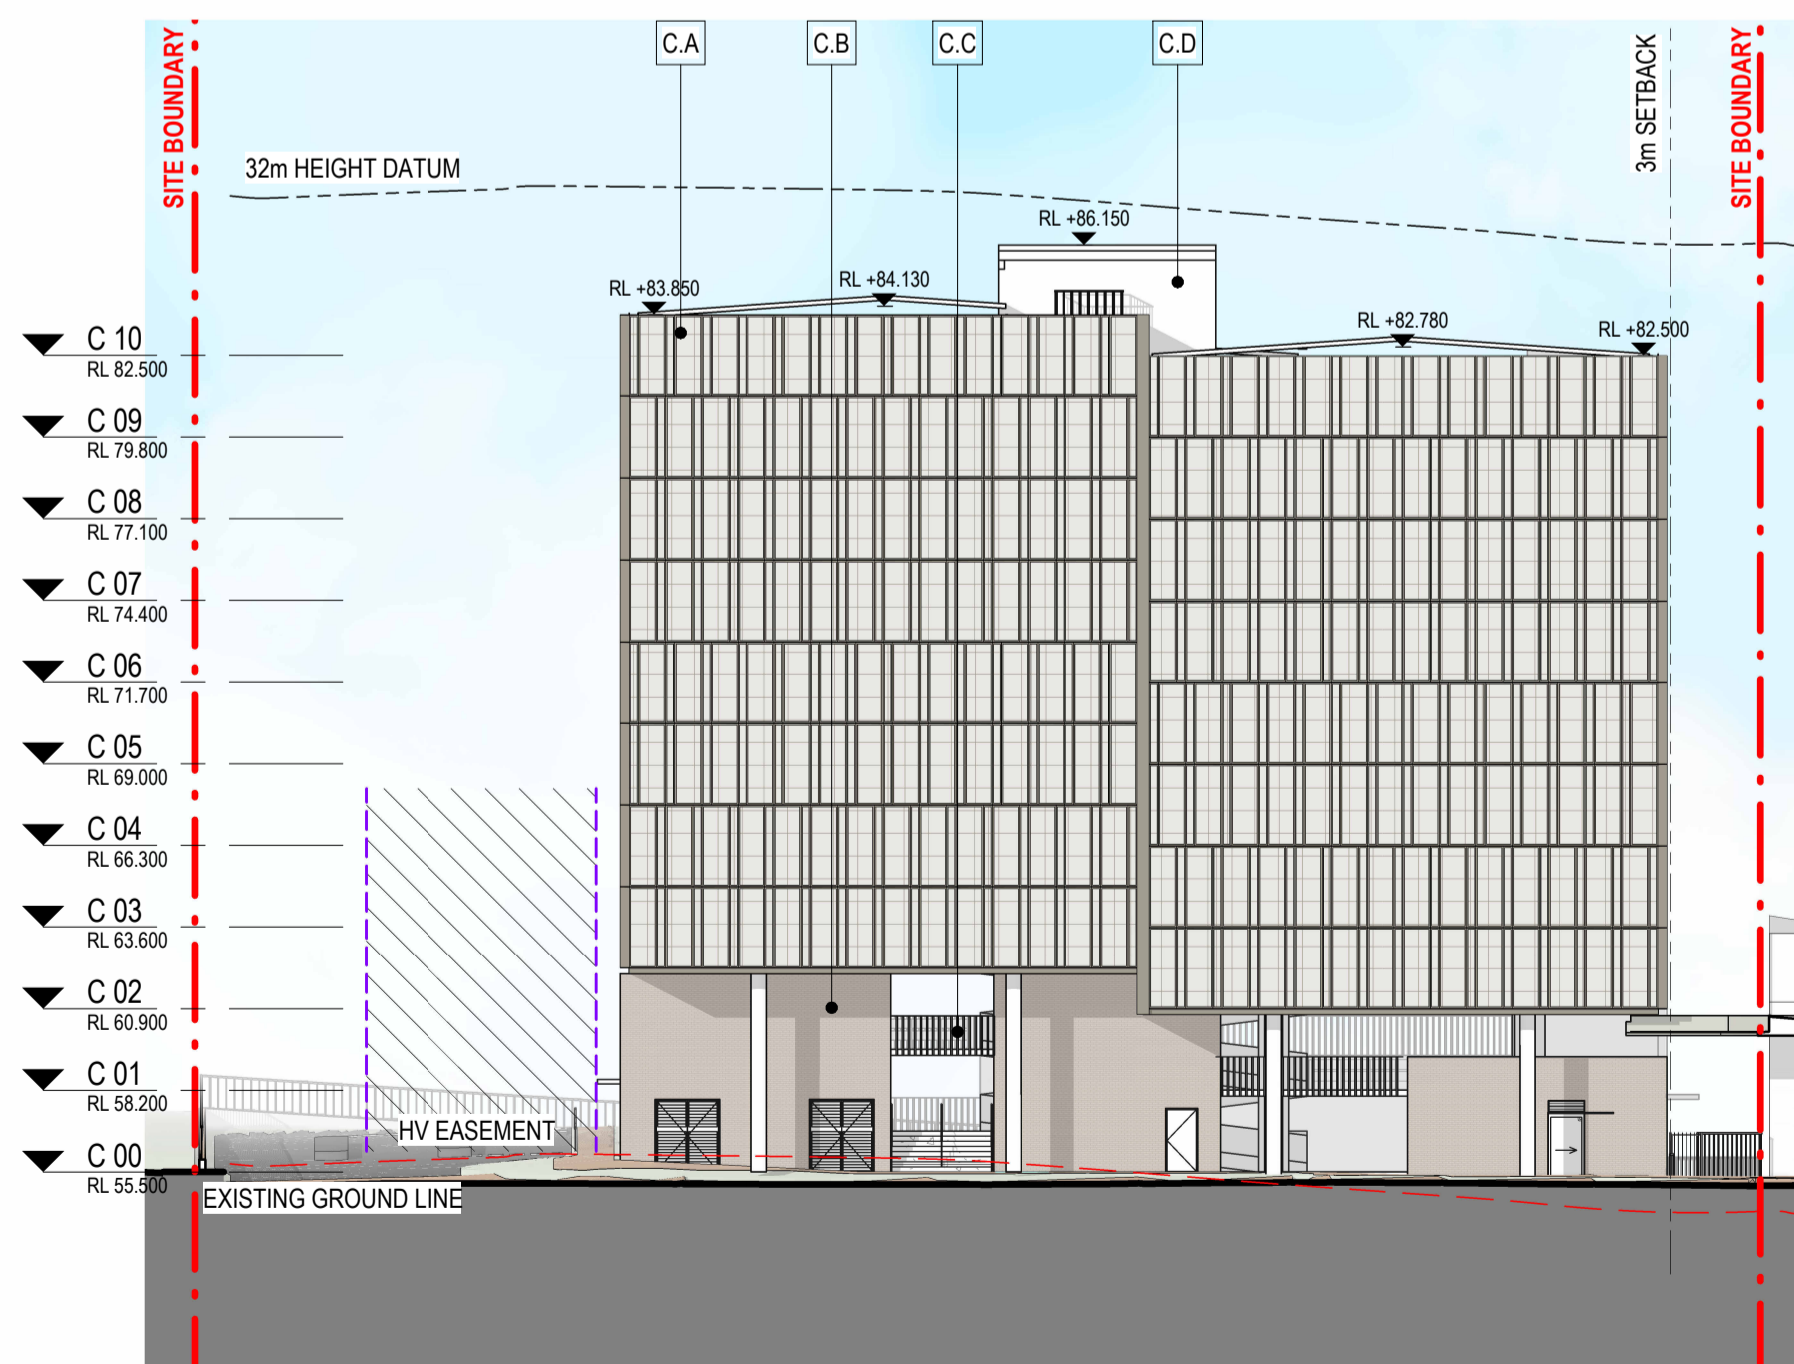 C.A
C.B
C.C
C.D
SITE BOUNDARY
3m SETBACK
SITE BOUNDARY
32m HEIGHT DATUM
RL +86.150
RL +83.850
RL +84.130
RL +82.780
RL +82.500
C 10
RL 82.500
C 09
RL 79.800
C 08
RL 77.100
C 07
RL 74.400
C 06
RL 71.700
C 05
RL 69.000
C 04
RL 66.300
C 03
RL 63.600
C 02
RL 60.900
C 01
RL 58.200
HV EASEMENT
C 00
RL 55.500
EXISTING GROUND LINE